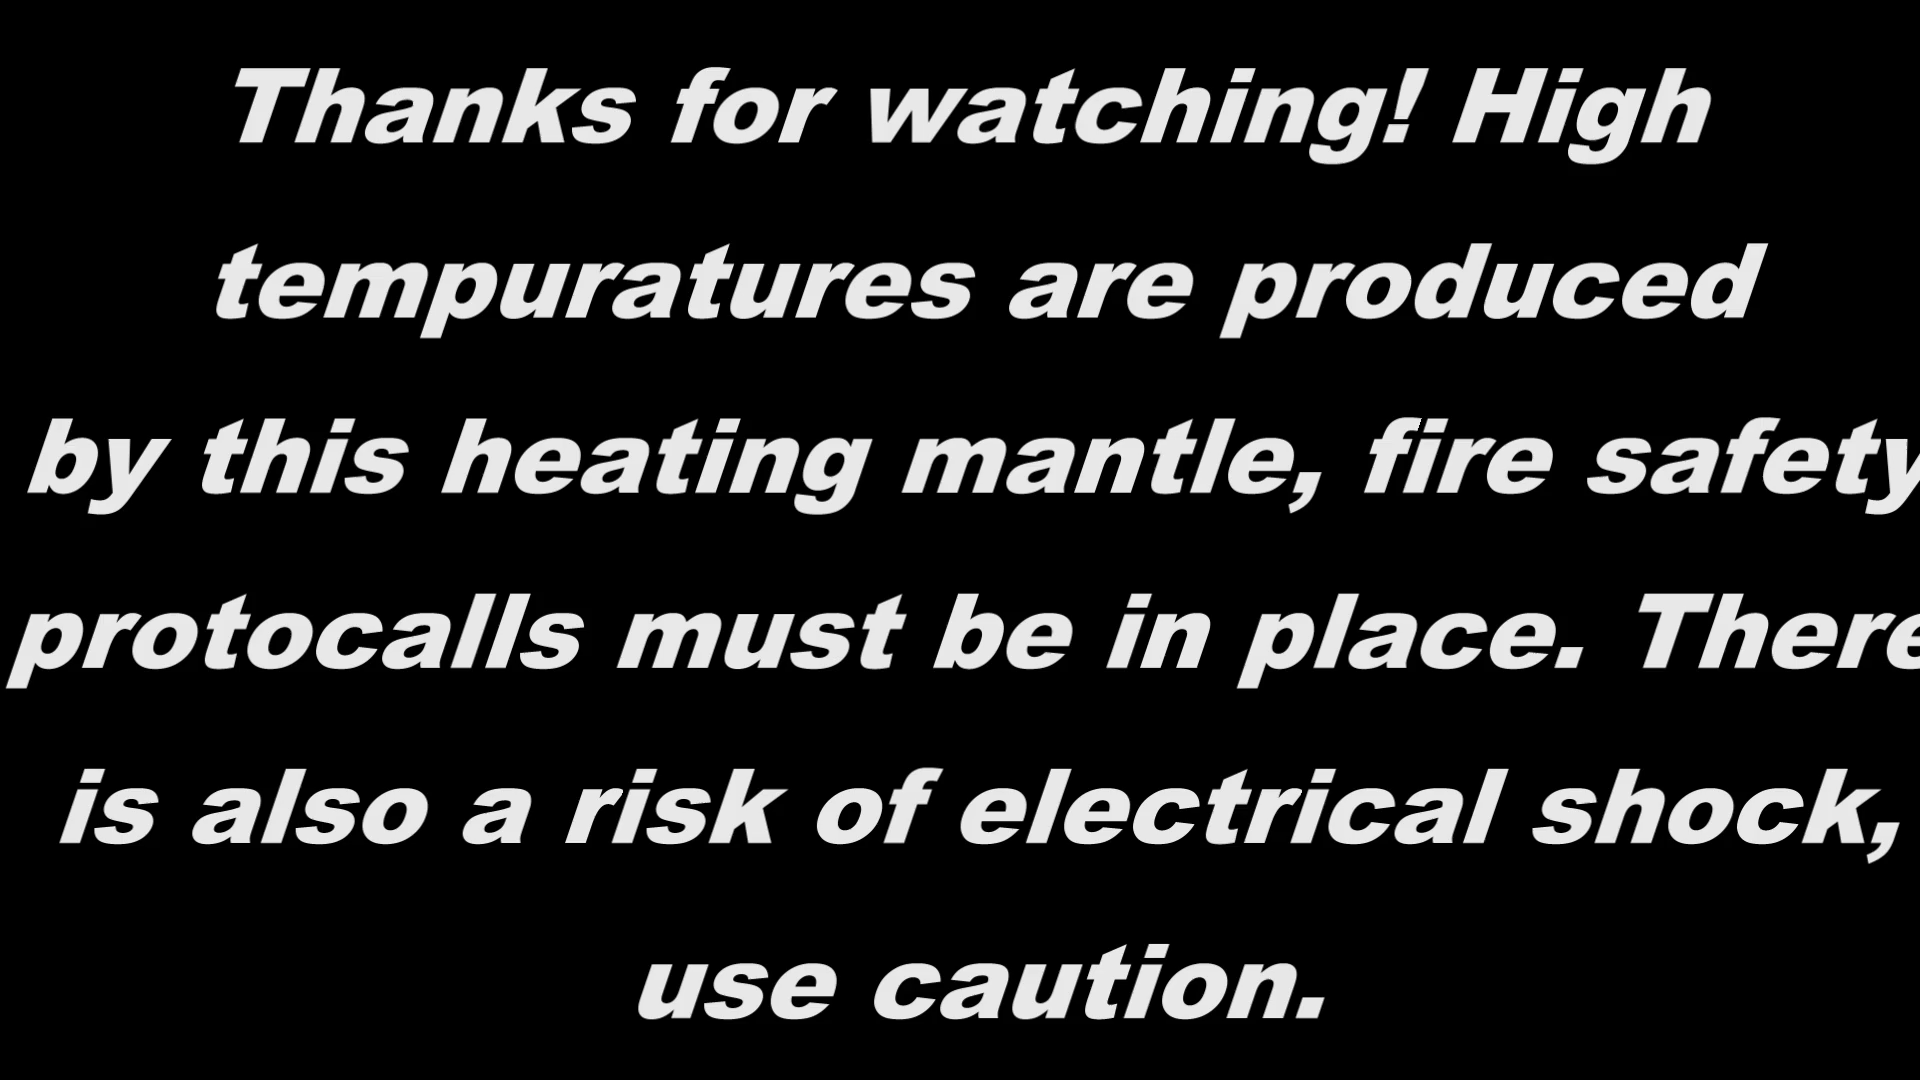 Thanks for watching! High
tempuratures are produced
by this heating mantle, fire safety
protocalls must be in place. There
is also a risk of electrical shock,
use caution.